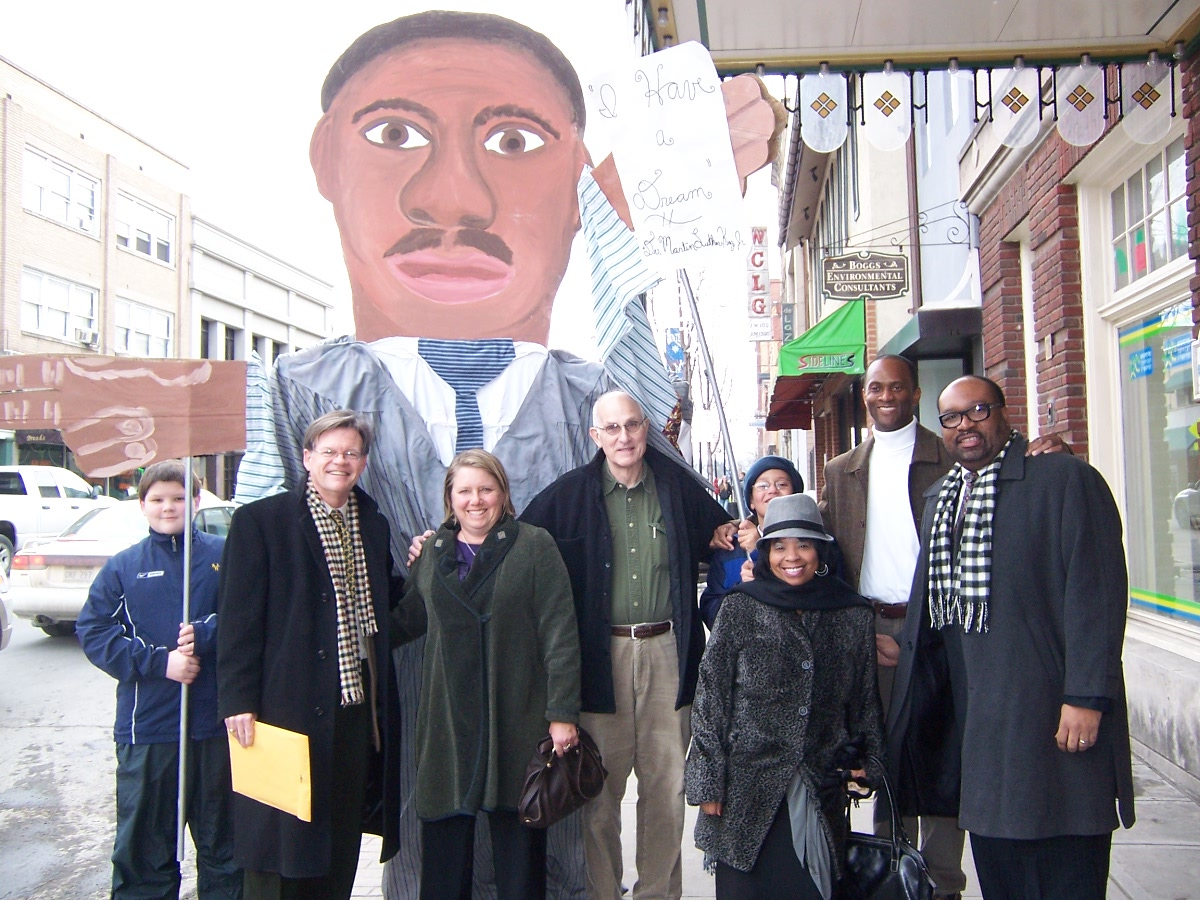 "I Have
a
Dream"
Dr. Martin Luther King Jr.
WCLG
BOGGS
ENVIRONMENTAL
CONSULTANTS
SIDELINES